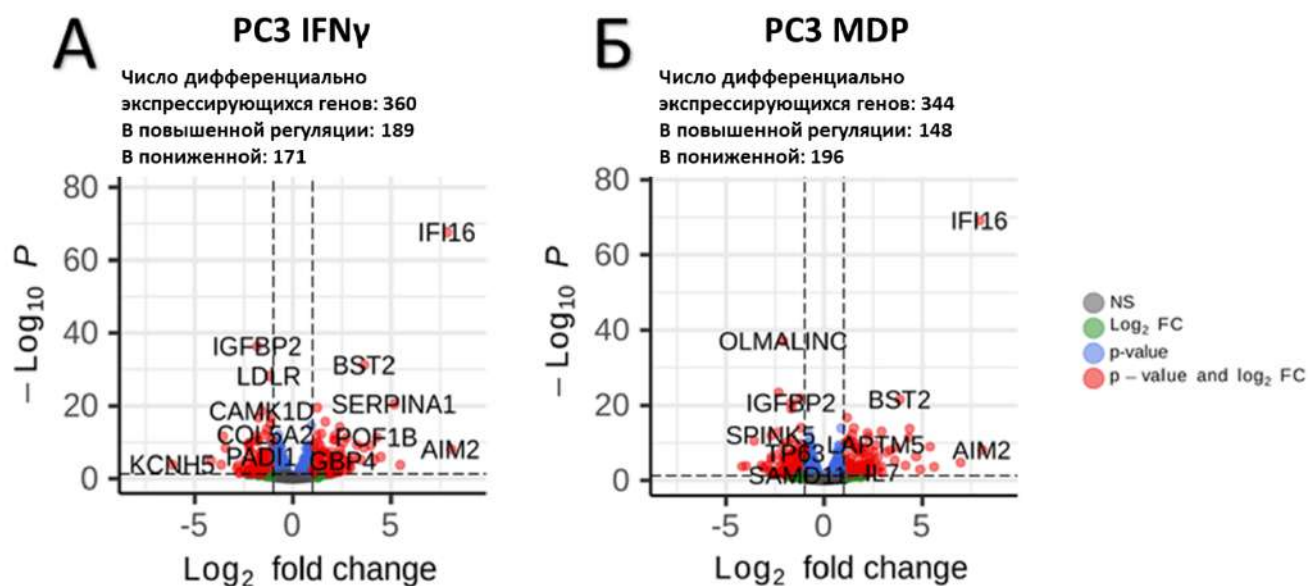 А
PC3 IFNγ
Число дифференциально
экспрессирующихся генов: 360
В повышенной регуляции: 189
В пониженной: 171
80
60
40
20
0
− Log₁₀ P
IFI16
IGFBP2
BST2
LDLR
CAMK1D
SERPINA1
COL5A2
POF1B
PADI1
AIM2
KCNH5
GBP4
-5
0
5
Log₂ fold change
Б
PC3 MDP
Число дифференциально
экспрессирующихся генов: 344
В повышенной регуляции: 148
В пониженной: 196
80
60
40
20
0
− Log₁₀ P
IFI16
OLMALINC
IGFBP2
BST2
SPINK5
LAPTM5
TP63
AIM2
SAMD11
IL7
-5
0
5
Log₂ fold change
NS
Log₂ FC
p-value
p − value and log₂ FC